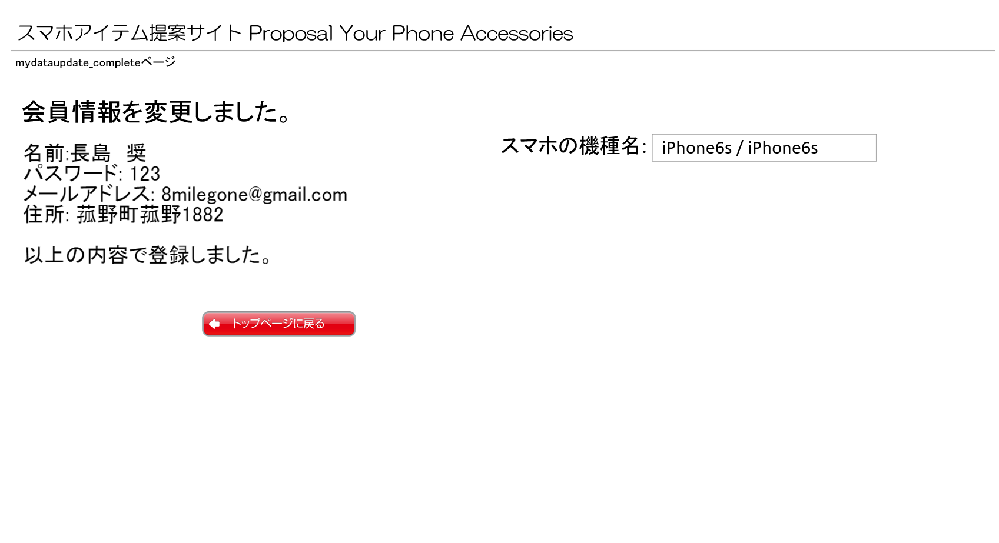 スマホアイテム提案サイト Proposal Your Phone Accessories
mydataupdate_completeページ
会員情報を変更しました。
名前:長島　奨
パスワード: 123
メールアドレス: 8milegone@gmail.com
住所: 菰野町菰野1882
以上の内容で登録しました。
スマホの機種名: iPhone6s / iPhone6s
トップページに戻る